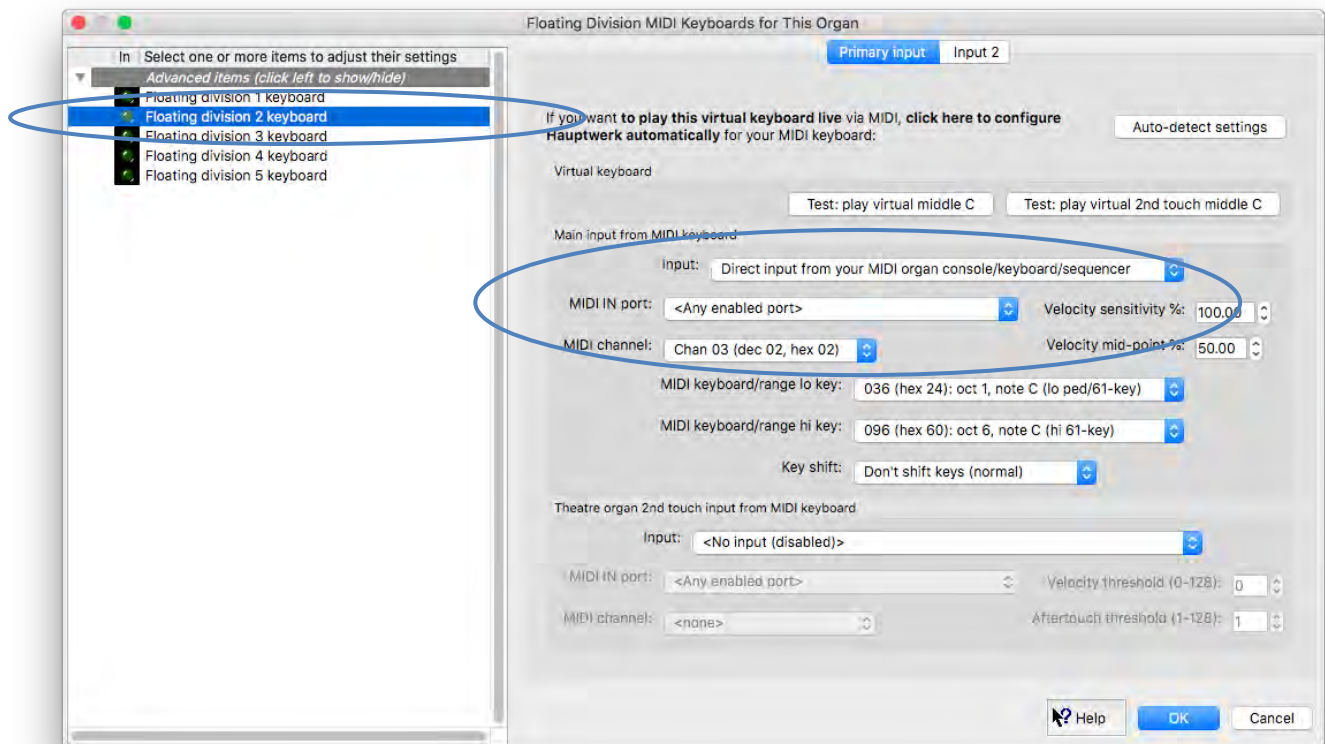 Floating Division MIDI Keyboards for This Organ
In Select one or more items to adjust their settings
Advanced items (click left to show/hide)
Floating division 1 keyboard
Floating division 2 keyboard
Floating division 3 keyboard
Floating division 4 keyboard
Floating division 5 keyboard
Primary input Input 2
If you want to play this virtual keyboard live via MIDI, click here to configure
Hauptwerk automatically for your MIDI keyboard:
Auto-detect settings
Virtual keyboard
Test: play virtual middle C Test: play virtual 2nd touch middle C
Main input from MIDI keyboard
Input: Direct input from your MIDI organ console/keyboard/sequencer
MIDI IN port: <Any enabled port> Velocity sensitivity %: 100.00
MIDI channel: Chan 03 (dec 02, hex 02) Velocity mid-point %: 50.00
MIDI keyboard/range lo key: 036 (hex 24): oct 1, note C (lo ped/61-key)
MIDI keyboard/range hi key: 096 (hex 60): oct 6, note C (hi 61-key)
Key shift: Don't shift keys (normal)
Theatre organ 2nd touch input from MIDI keyboard
Input: <No input (disabled)>
MIDI IN port: <Any enabled port> Velocity threshold (0-128): 0
MIDI channel: <none> Aftertouch threshold (1-128): 1
? Help OK Cancel